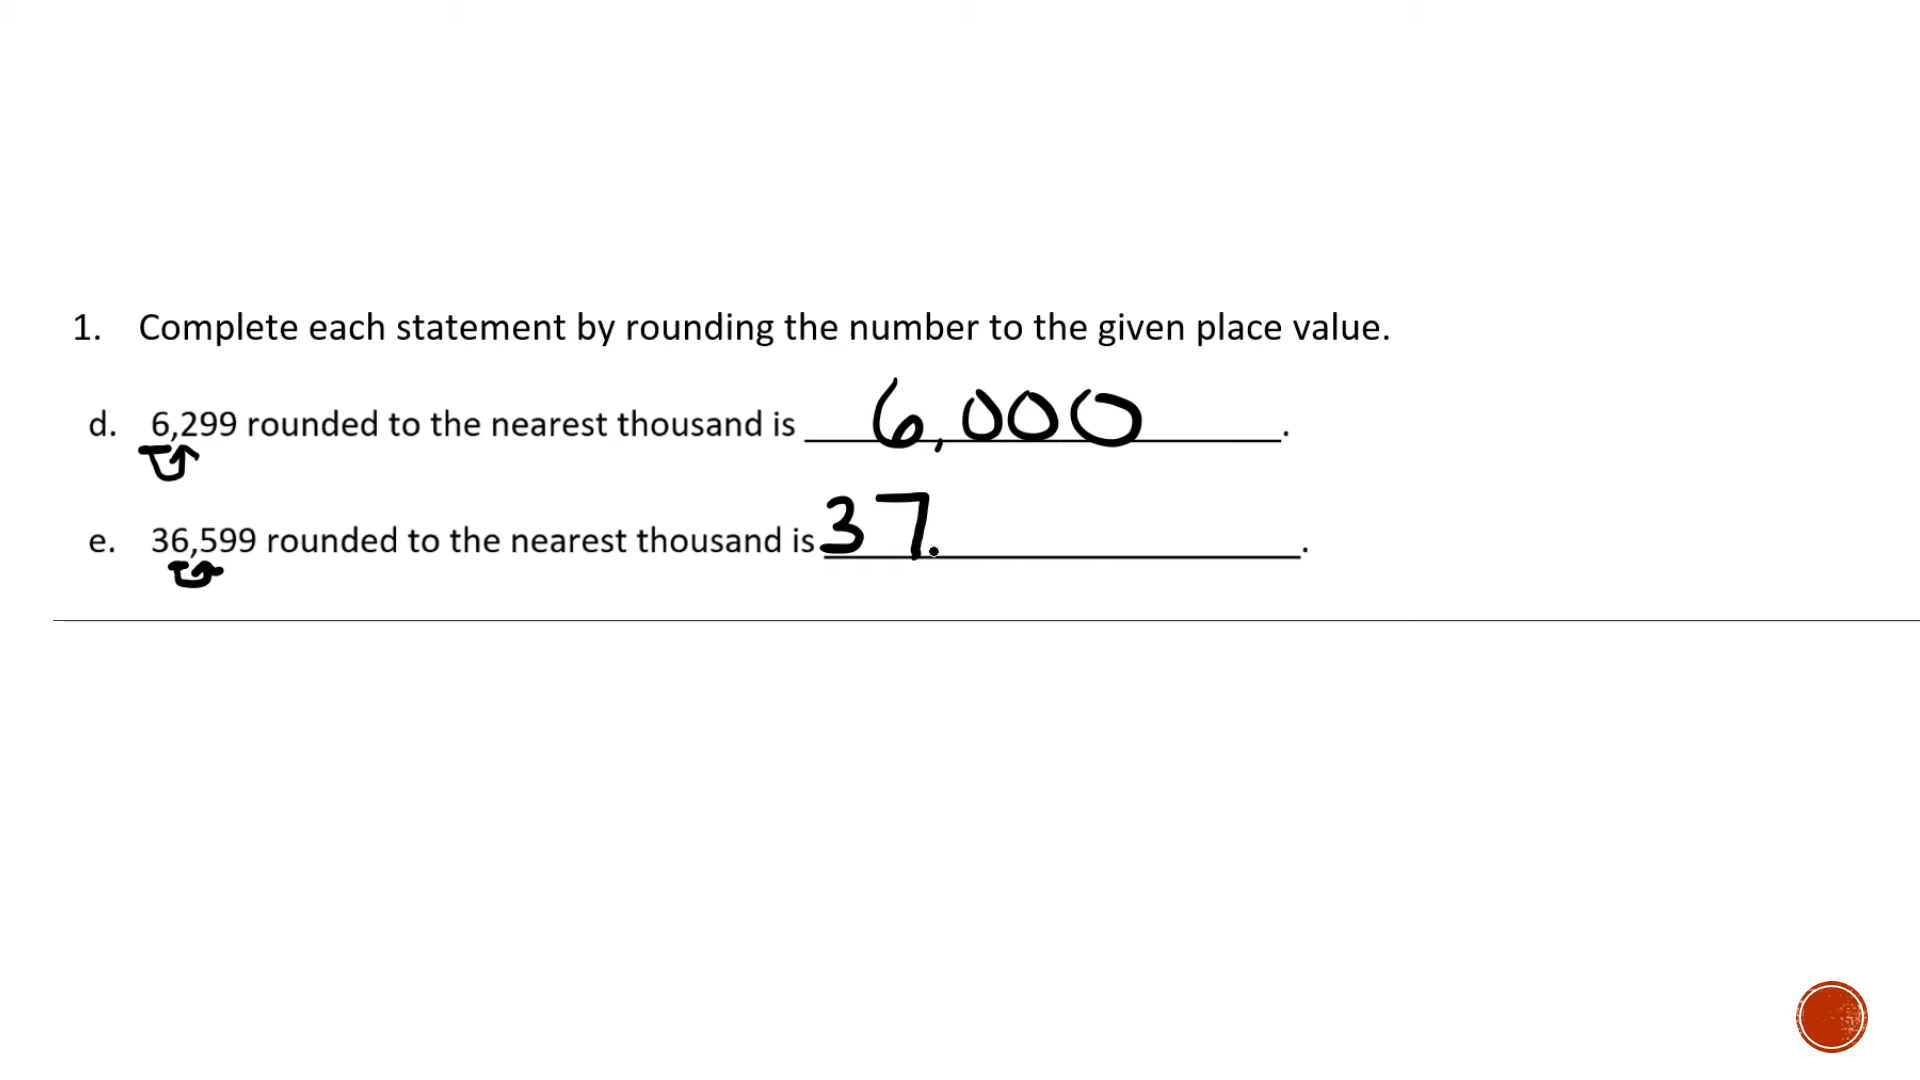 1. Complete each statement by rounding the number to the given place value.
d. 6,299 rounded to the nearest thousand is 6,000.
e. 36,599 rounded to the nearest thousand is 37.